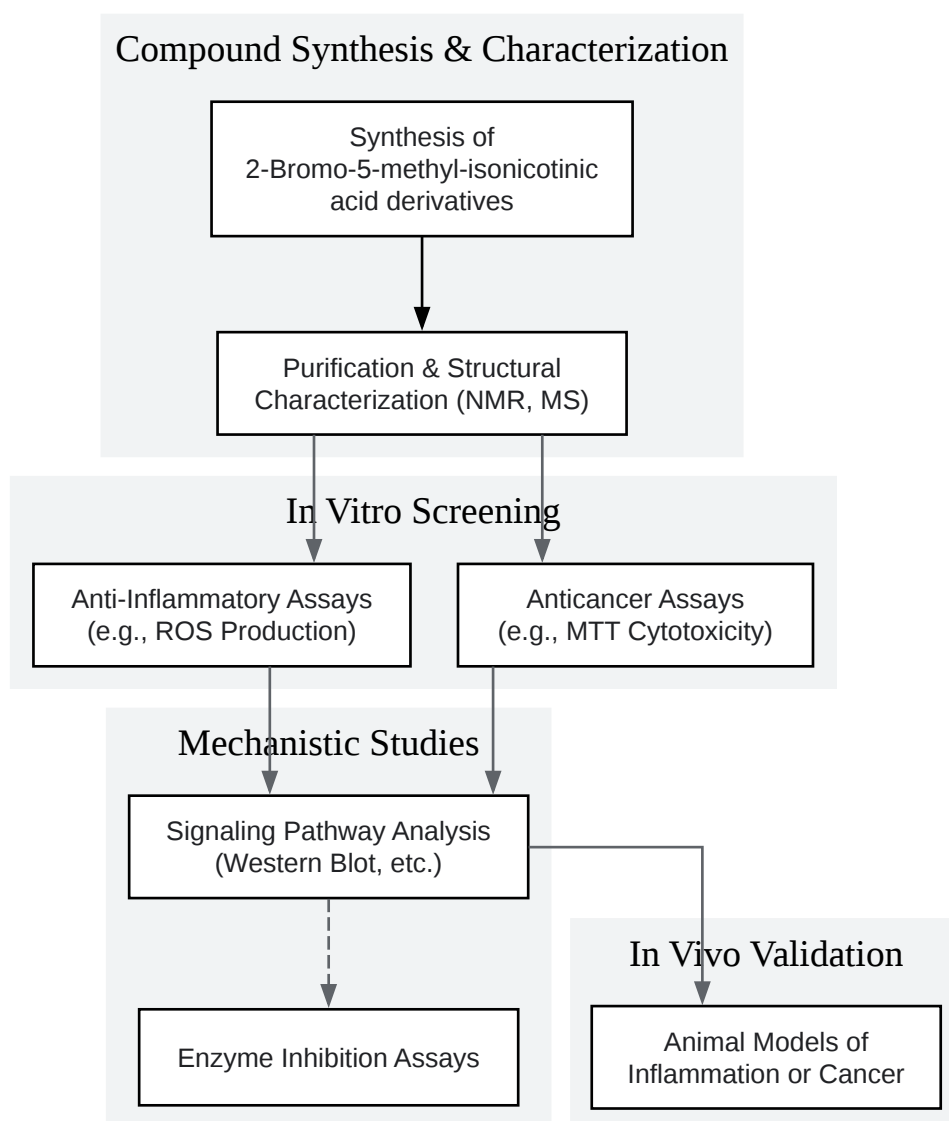 Compound Synthesis & Characterization
Synthesis of
2-Bromo-5-methyl-isonicotinic
acid derivatives
Purification & Structural
Characterization (NMR, MS)
In Vitro Screening
Anti-Inflammatory Assays
(e.g., ROS Production)
Anticancer Assays
(e.g., MTT Cytotoxicity)
Mechanistic Studies
Signaling Pathway Analysis
(Western Blot, etc.)
Enzyme Inhibition Assays
In Vivo Validation
Animal Models of
Inflammation or Cancer